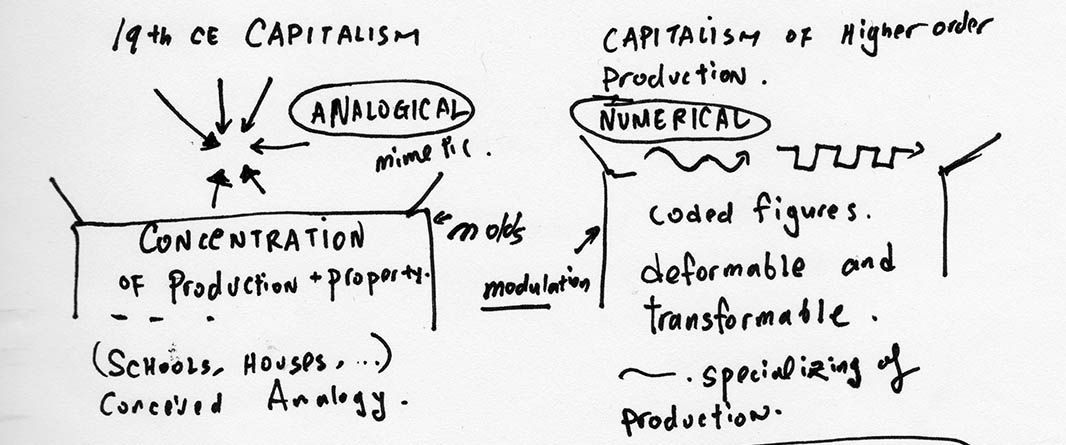 19th CE CAPITALISM
ANALOGICAL
mimetic.
CONCENTRATION
OF Production + property.
molds
(SCHOOLS, HOUSES, ...)
Conceived Analogy.
CAPITALISM OF Higher order
Production.
NUMERICAL
coded figures.
modulation
deformable and
transformable.
specializing of
production.